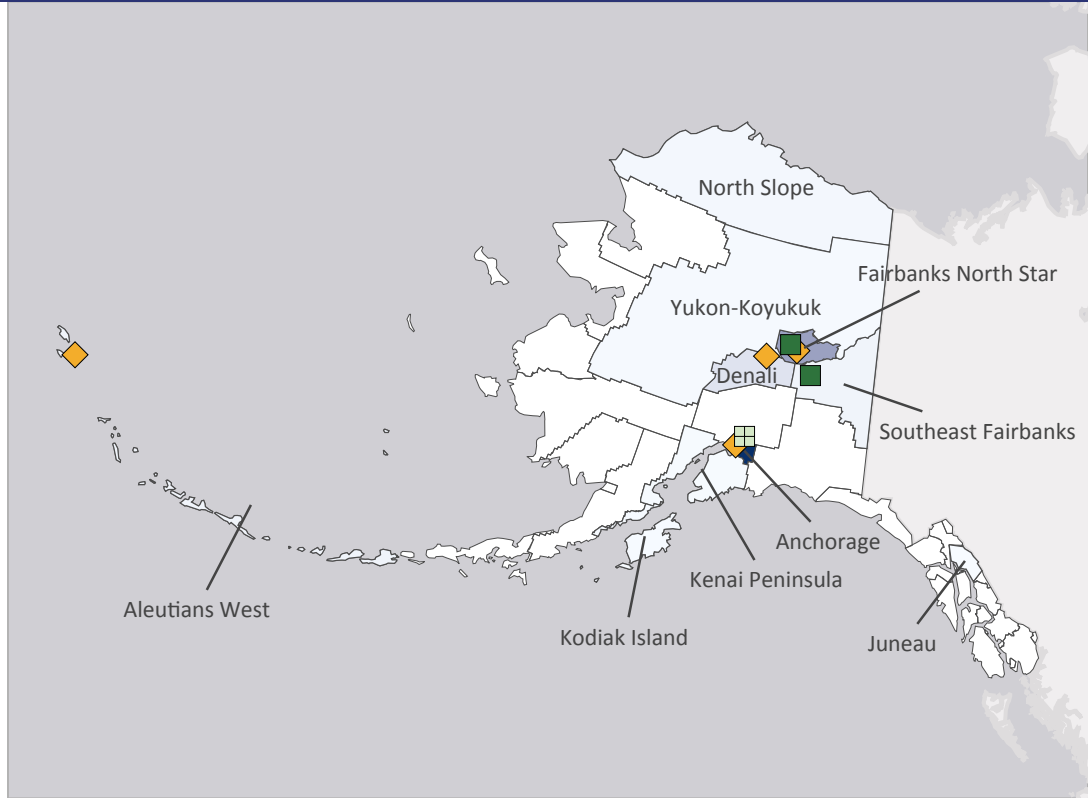 North Slope
Fairbanks North Star
Yukon-Koyukuk
Denali
Southeast Fairbanks
Anchorage
Kenai Peninsula
Aleutians West
Kodiak Island
Juneau